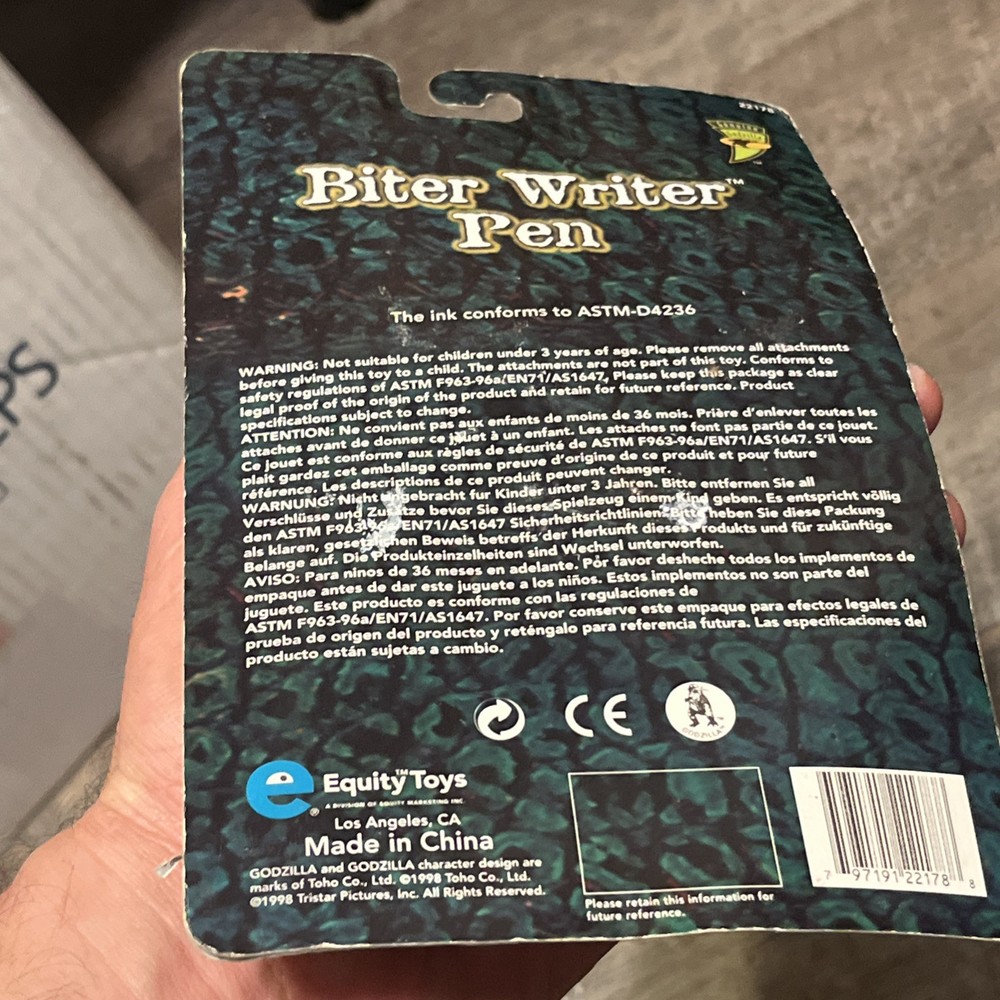 22178
GENUINE
Godzilla
™
Biter Writer™
Pen
The ink conforms to ASTM-D4236
WARNING: Not suitable for children under 3 years of age. Please remove all attachments
before giving this toy to a child. The attachments are not part of this toy. Conforms to
safety regulations of ASTM F963-96a/EN71/AS1647, Please keep this package as clear
legal proof of the origin of the product and retain for future reference. Product
specifications subject to change.
ATTENTION: Ne convient pas aux enfants de moins de 36 mois. Prière d'enlever toutes les
attaches avant de donner ce jouet à un enfant. Les attaches ne font pas partie de ce jouet.
Ce jouet est conforme aux règles de sécurité de ASTM F963-96a/EN71/AS1647. S'il vous
plait gardez cet emballage comme preuve d'origine de ce produit et pour future
référence. Les descriptions de ce produit peuvent changer.
WARNUNG: Nicht angebracht fur Kinder unter 3 Jahren. Bitte entfernen Sie all
Verschlüsse und Zusätze bevor Sie dieses Spielzeug einem Kind geben. Es entspricht völlig
den ASTM F963-96a/EN71/AS1647 Sicherheitsrichtlinien. Bitte heben Sie diese Packung
als klaren, gesetzlichen Beweis betreffs der Herkunft dieses Produkts und für zukünftige
Belange auf. Die Produkteinzelheiten sind Wechsel unterworfen.
AVISO: Para ninos de 36 meses en adelante. Pór favor desheche todos los implementos de
empaque antes de dar este juguete a los niños. Estos implementos no son parte del
juguete. Este producto es conforme con las regulaciones de
ASTM F963-96a/EN71/AS1647. Por favor conserve este empaque para efectos legales de
prueba de origen del producto y reténgalo para referencia futura. Las especificaciones del
producto están sujetas a cambio.
CE
GODZILLA™
e®
Equity™Toys
A DIVISION OF EQUITY MARKETING INC.
Los Angeles, CA
Made in China
GODZILLA and GODZILLA character design are
marks of Toho Co., Ltd. ©1998 Toho Co., Ltd.
©1998 Tristar Pictures, Inc. All Rights Reserved.
Please retain this information for
future reference.
7 97191 22178 8
PS